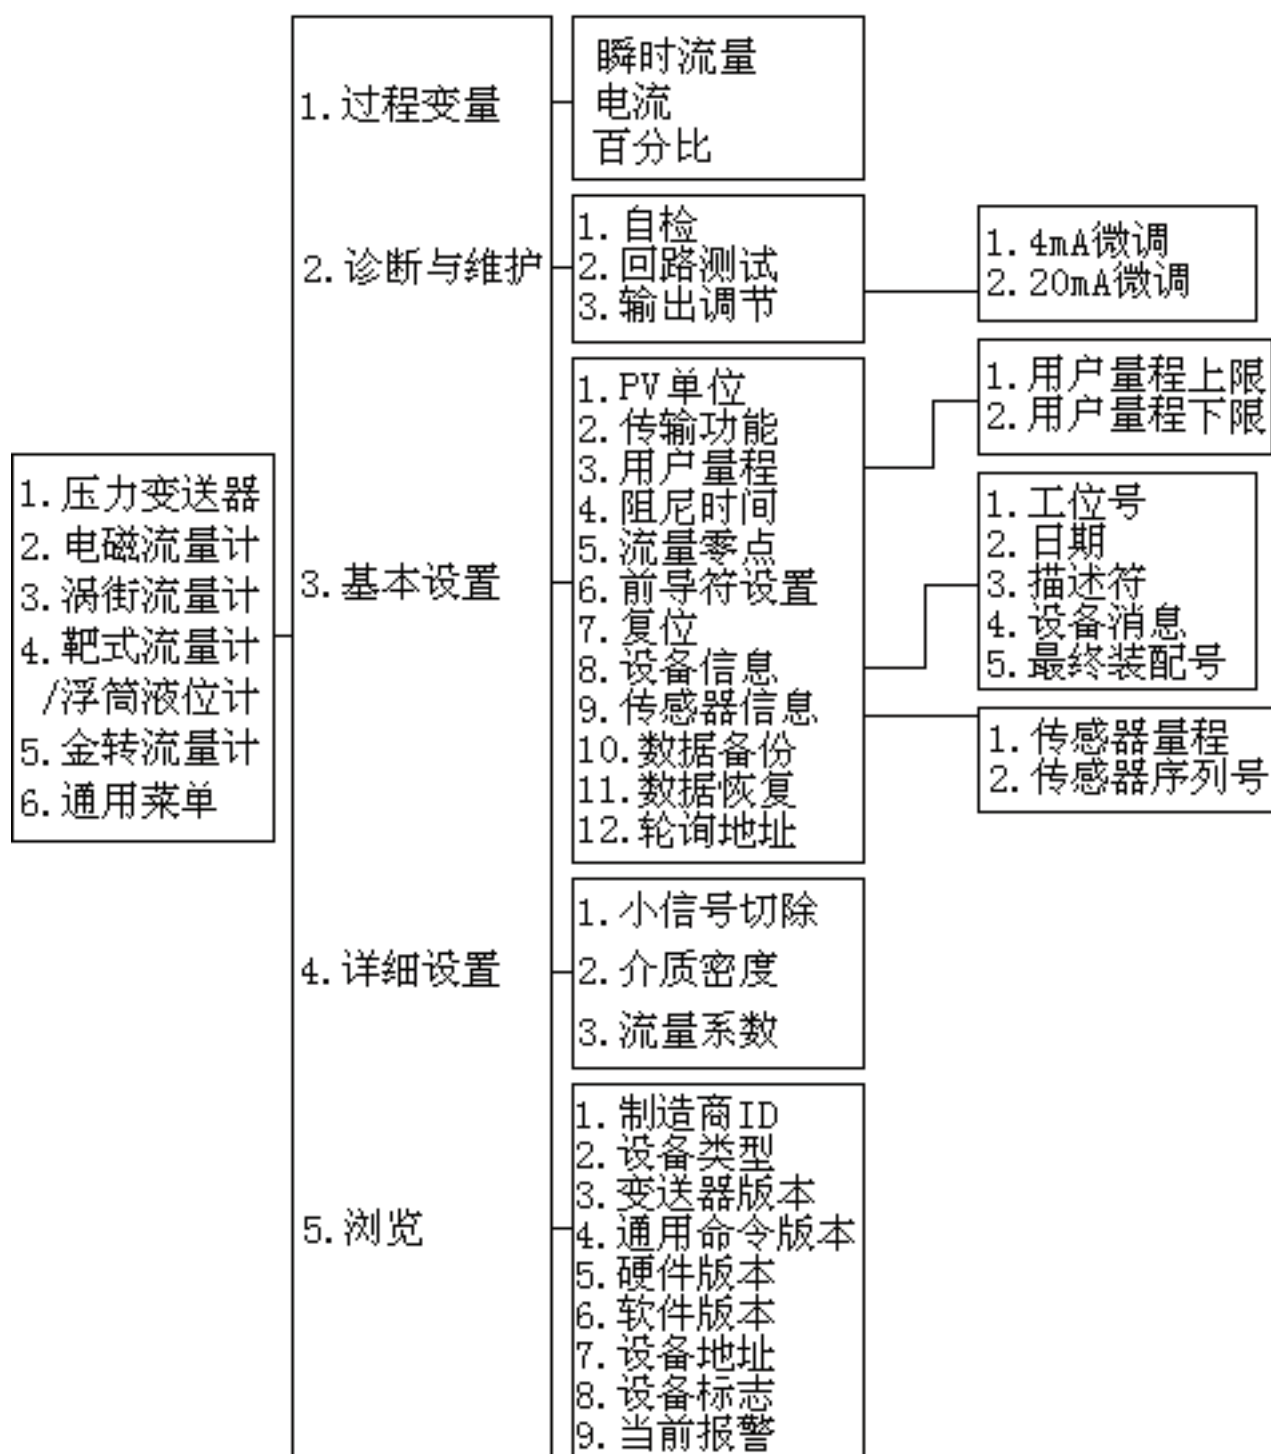 1.压力变送器
2.电磁流量计
3.涡街流量计
4.靶式流量计
/浮筒液位计
5.金转流量计
6.通用菜单
1.过程变量
2.诊断与维护
3.基本设置
4.详细设置
5.浏览
瞬时流量
电流
百分比
1.自检
2.回路测试
3.输出调节
1.4mA微调
2.20mA微调
1.PV单位
2.传输功能
3.用户量程
4.阻尼时间
5.流量零点
6.前导符设置
7.复位
8.设备信息
9.传感器信息
10.数据备份
11.数据恢复
12.轮询地址
1.用户量程上限
2.用户量程下限
1.工位号
2.日期
3.描述符
4.设备消息
5.最终装配号
1.传感器量程
2.传感器序列号
1.小信号切除
2.介质密度
3.流量系数
1.制造商ID
2.设备类型
3.变送器版本
4.通用命令版本
5.硬件版本
6.软件版本
7.设备地址
8.设备标志
9.当前报警